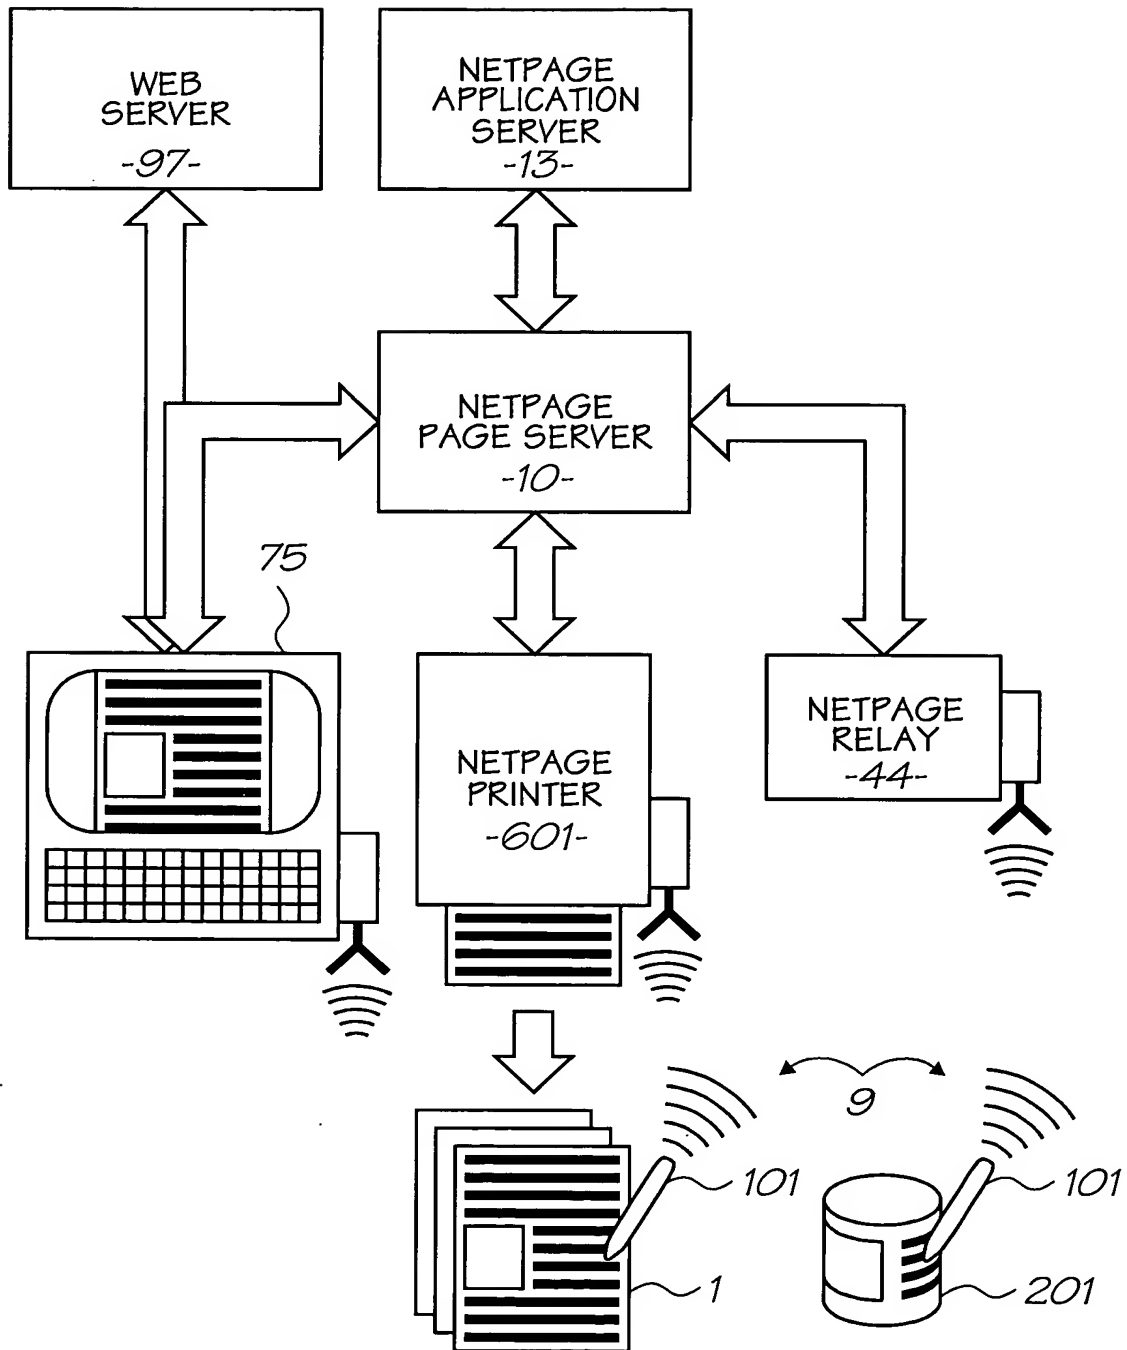 WEB
SERVER
-97-
NETPAGE
APPLICATION
SERVER
-13-
NETPAGE
PAGE SERVER
-10-
75
NETPAGE
PRINTER
-601-
NETPAGE
RELAY
-44-
9
101
101
1
201